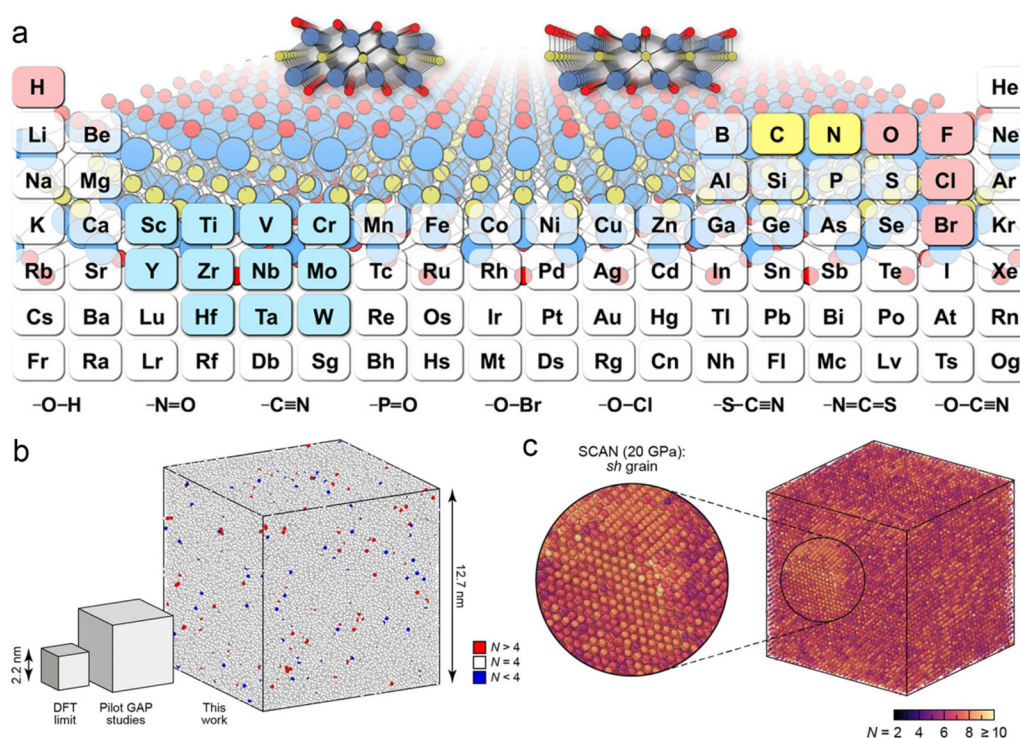 a
H He
Li Be B C N O F Ne
Na Mg Al Si P S Cl Ar
K Ca Sc Ti V Cr Mn Fe Co Ni Cu Zn Ga Ge As Se Br Kr
Rb Sr Y Zr Nb Mo Tc Ru Rh Pd Ag Cd In Sn Sb Te I Xe
Cs Ba Lu Hf Ta W Re Os Ir Pt Au Hg Tl Pb Bi Po At Rn
Fr Ra Lr Rf Db Sg Bh Hs Mt Ds Rg Cn Nh Fl Mc Lv Ts Og
–O–H –N=O –C≡N –P=O –O–Br –O–Cl –S–C≡N –N=C=S –O–C≡N
b
2.2 nm
12.7 nm
N > 4
N = 4
N < 4
DFT limit
Pilot GAP studies
This work
c
SCAN (20 GPa):
sh grain
N = 2 4 6 8 ≥ 10